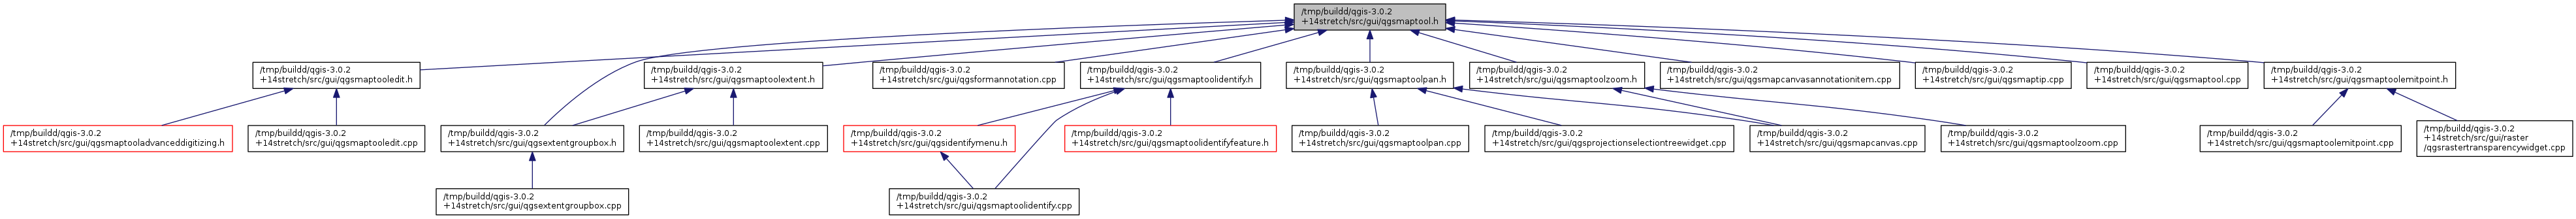 /tmp/buildd/qgis-3.0.2
+14stretch/src/gui/qgsmaptool.h
/tmp/buildd/qgis-3.0.2
+14stretch/src/gui/qgsmaptooledit.h
/tmp/buildd/qgis-3.0.2
+14stretch/src/gui/qgsmaptoolextent.h
/tmp/buildd/qgis-3.0.2
+14stretch/src/gui/qgsformannotation.cpp
/tmp/buildd/qgis-3.0.2
+14stretch/src/gui/qgsmaptoolidentify.h
/tmp/buildd/qgis-3.0.2
+14stretch/src/gui/qgsmaptoolpan.h
/tmp/buildd/qgis-3.0.2
+14stretch/src/gui/qgsmaptoolzoom.h
/tmp/buildd/qgis-3.0.2
+14stretch/src/gui/qgsmapcanvasannotationitem.cpp
/tmp/buildd/qgis-3.0.2
+14stretch/src/gui/qgsmaptip.cpp
/tmp/buildd/qgis-3.0.2
+14stretch/src/gui/qgsmaptool.cpp
/tmp/buildd/qgis-3.0.2
+14stretch/src/gui/qgsmaptoolemitpoint.h
/tmp/buildd/qgis-3.0.2
+14stretch/src/gui/qgsmaptooladvanceddigitizing.h
/tmp/buildd/qgis-3.0.2
+14stretch/src/gui/qgsmaptooledit.cpp
/tmp/buildd/qgis-3.0.2
+14stretch/src/gui/qgsextentgroupbox.h
/tmp/buildd/qgis-3.0.2
+14stretch/src/gui/qgsmaptoolextent.cpp
/tmp/buildd/qgis-3.0.2
+14stretch/src/gui/qgsidentifymenu.h
/tmp/buildd/qgis-3.0.2
+14stretch/src/gui/qgsmaptoolidentifyfeature.h
/tmp/buildd/qgis-3.0.2
+14stretch/src/gui/qgsmaptoolpan.cpp
/tmp/buildd/qgis-3.0.2
+14stretch/src/gui/qgsprojectionselectiontreewidget.cpp
/tmp/buildd/qgis-3.0.2
+14stretch/src/gui/qgsmapcanvas.cpp
/tmp/buildd/qgis-3.0.2
+14stretch/src/gui/qgsmaptoolzoom.cpp
/tmp/buildd/qgis-3.0.2
+14stretch/src/gui/qgsmaptoolemitpoint.cpp
/tmp/buildd/qgis-3.0.2
+14stretch/src/gui/raster
/qgsrastertransparencywidget.cpp
/tmp/buildd/qgis-3.0.2
+14stretch/src/gui/qgsextentgroupbox.cpp
/tmp/buildd/qgis-3.0.2
+14stretch/src/gui/qgsmaptoolidentify.cpp